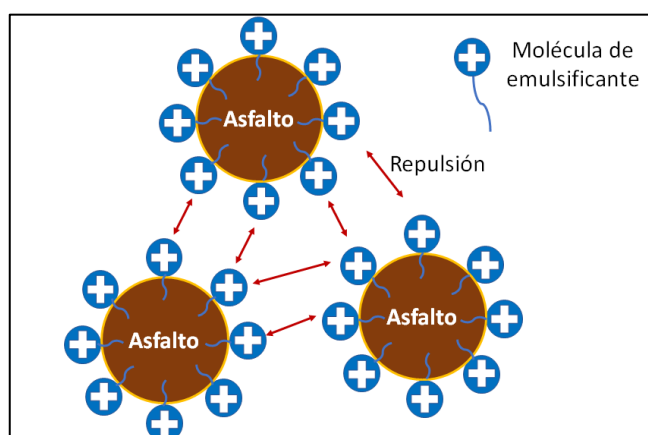 Molécula de
emulsificante
Asfalto
Repulsión
Asfalto
Asfalto